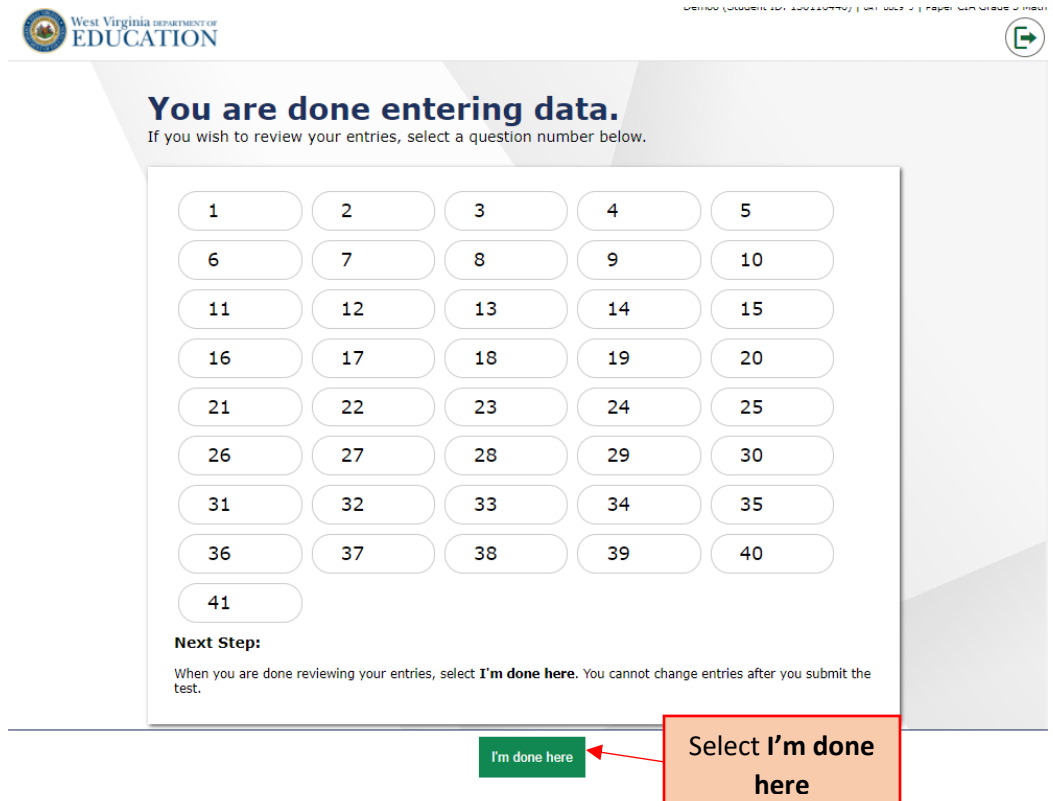 West Virginia DEPARTMENT OF
EDUCATION
You are done entering data.
If you wish to review your entries, select a question number below.
1 2 3 4 5
6 7 8 9 10
11 12 13 14 15
16 17 18 19 20
21 22 23 24 25
26 27 28 29 30
31 32 33 34 35
36 37 38 39 40
41
Next Step:
When you are done reviewing your entries, select I'm done here. You cannot change entries after you submit the
test.
I'm done here
Select I’m done
here